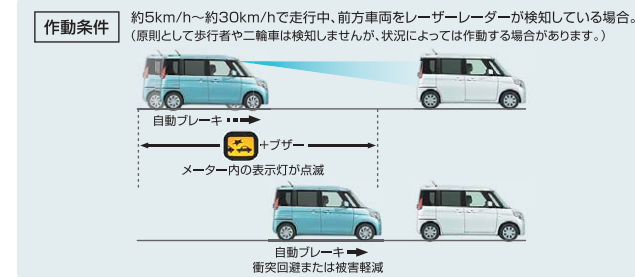 作動条件
約5km/h～約30km/hで走行中、前方車両をレーザーレーダーが検知している場合。
（原則として歩行者や二輪車は検知しませんが、状況によっては作動する場合があります。）
自動ブレーキ
+ブザー
メーター内の表示灯が点滅
自動ブレーキ
衝突回避または被害軽減